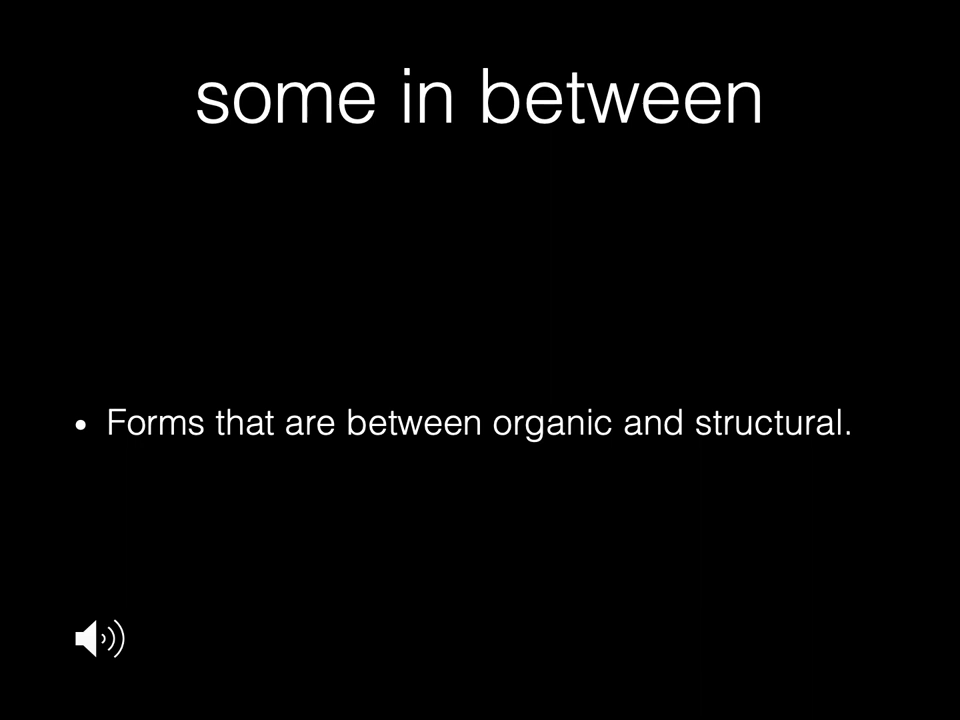 some in between
• Forms that are between organic and structural.